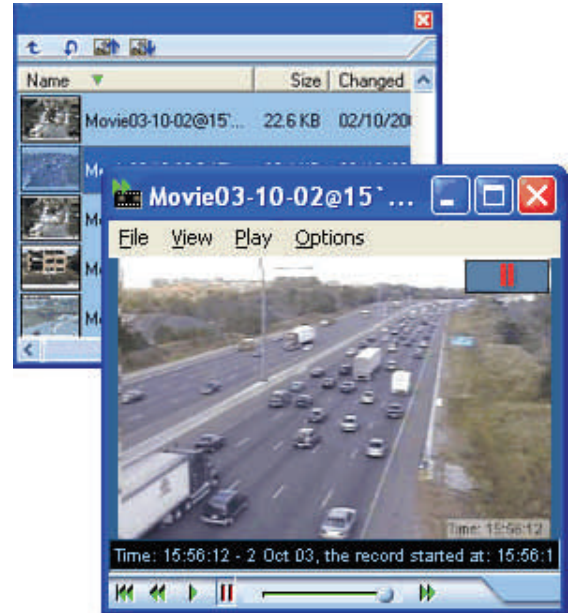 Name Size Changed
Movie03-10-02@15`... 22.6 KB 02/10/20
Movie03-10-02@15`...
File View Play Options
Time: 15:56:12
Time: 15:56:12 - 2 Oct 03, the record started at: 15:56:1